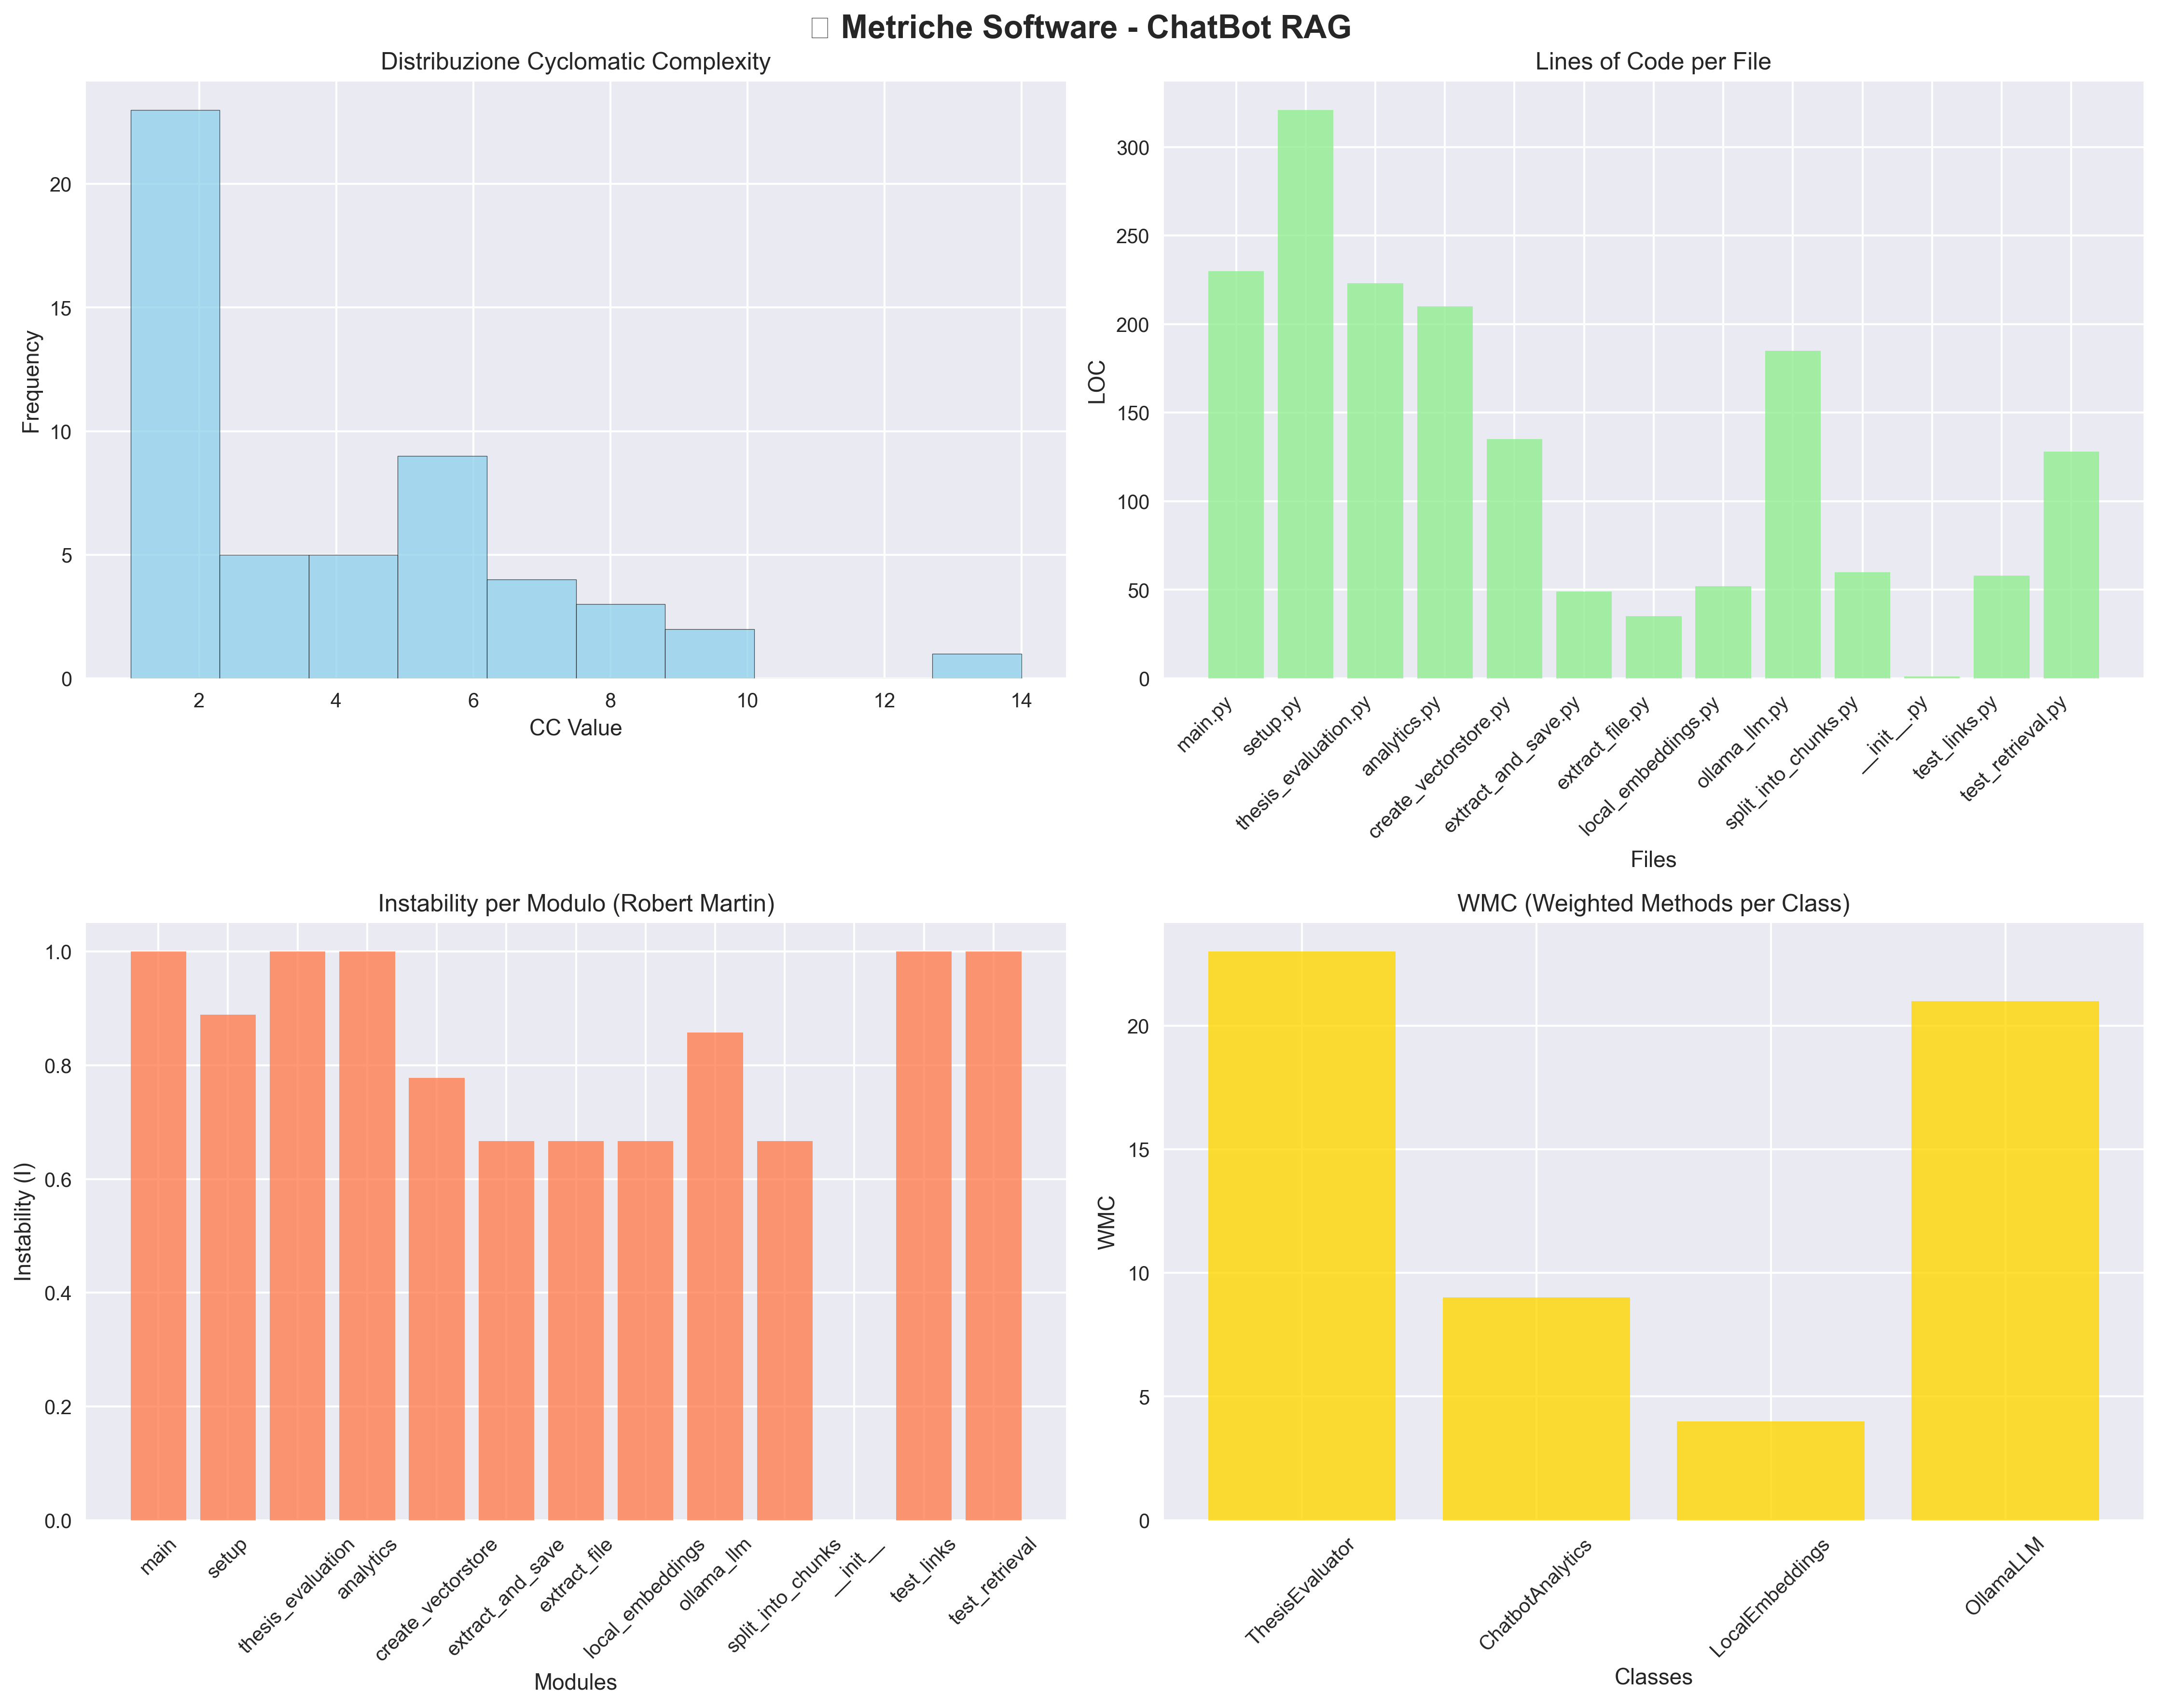 Metriche Software - ChatBot RAG
Distribuzione Cyclomatic Complexity
Frequency
20
15
10
5
0
2 4 6 8 10 12 14
CC Value
Lines of Code per File
LOC
300
250
200
150
100
50
0
main.py
setup.py
thesis_evaluation.py
analytics.py
create_vectorstore.py
extract_and_save.py
extract_file.py
local_embeddings.py
ollama_llm.py
split_into_chunks.py
__init__.py
test_links.py
test_retrieval.py
Files
Instability per Modulo (Robert Martin)
Instability (I)
1.0
0.8
0.6
0.4
0.2
0.0
main
setup
thesis_evaluation
analytics
create_vectorstore
extract_and_save
extract_file
local_embeddings
ollama_llm
split_into_chunks
__init__
test_links
test_retrieval
Modules
WMC (Weighted Methods per Class)
WMC
20
15
10
5
0
ThesisEvaluator
ChatbotAnalytics
LocalEmbeddings
OllamaLLM
Classes